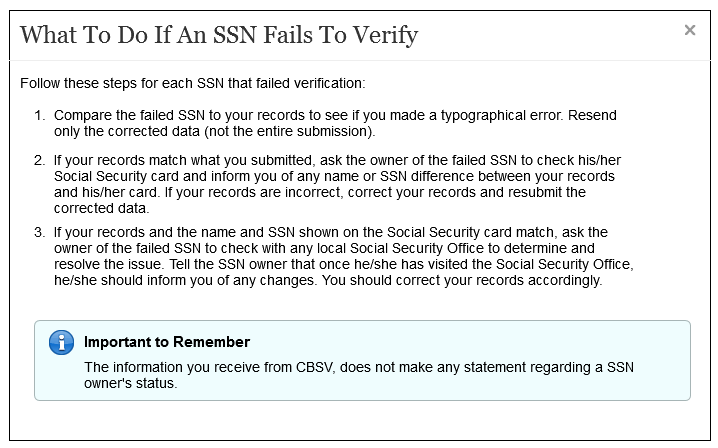 What To Do If An SSN Fails To Verify
×
Follow these steps for each SSN that failed verification:
1. Compare the failed SSN to your records to see if you made a typographical error. Resend
only the corrected data (not the entire submission).
2. If your records match what you submitted, ask the owner of the failed SSN to check his/her
Social Security card and inform you of any name or SSN difference between your records
and his/her card. If your records are incorrect, correct your records and resubmit the
corrected data.
3. If your records and the name and SSN shown on the Social Security card match, ask the
owner of the failed SSN to check with any local Social Security Office to determine and
resolve the issue. Tell the SSN owner that once he/she has visited the Social Security Office,
he/she should inform you of any changes. You should correct your records accordingly.
i
Important to Remember
The information you receive from CBSV, does not make any statement regarding a SSN
owner's status.